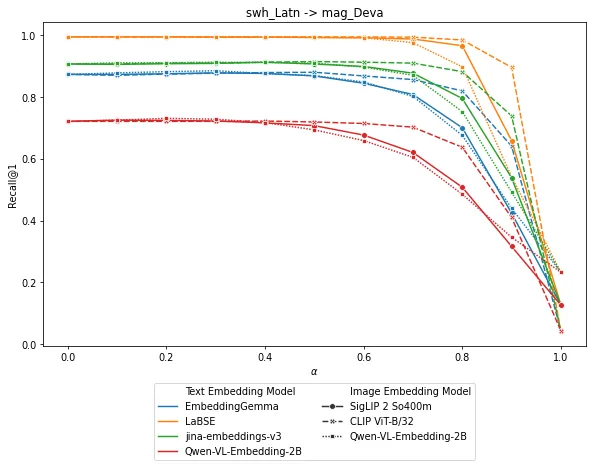 swh_Latn -> mag_Deva
1.0
0.8
0.6
0.4
0.2
0.0
Recall@1
0.0 0.2 0.4 0.6 0.8 1.0
α
Text Embedding Model Image Embedding Model
EmbeddingGemma SigLIP 2 So400m
LaBSE CLIP ViT-B/32
jina-embeddings-v3 Qwen-VL-Embedding-2B
Qwen-VL-Embedding-2B